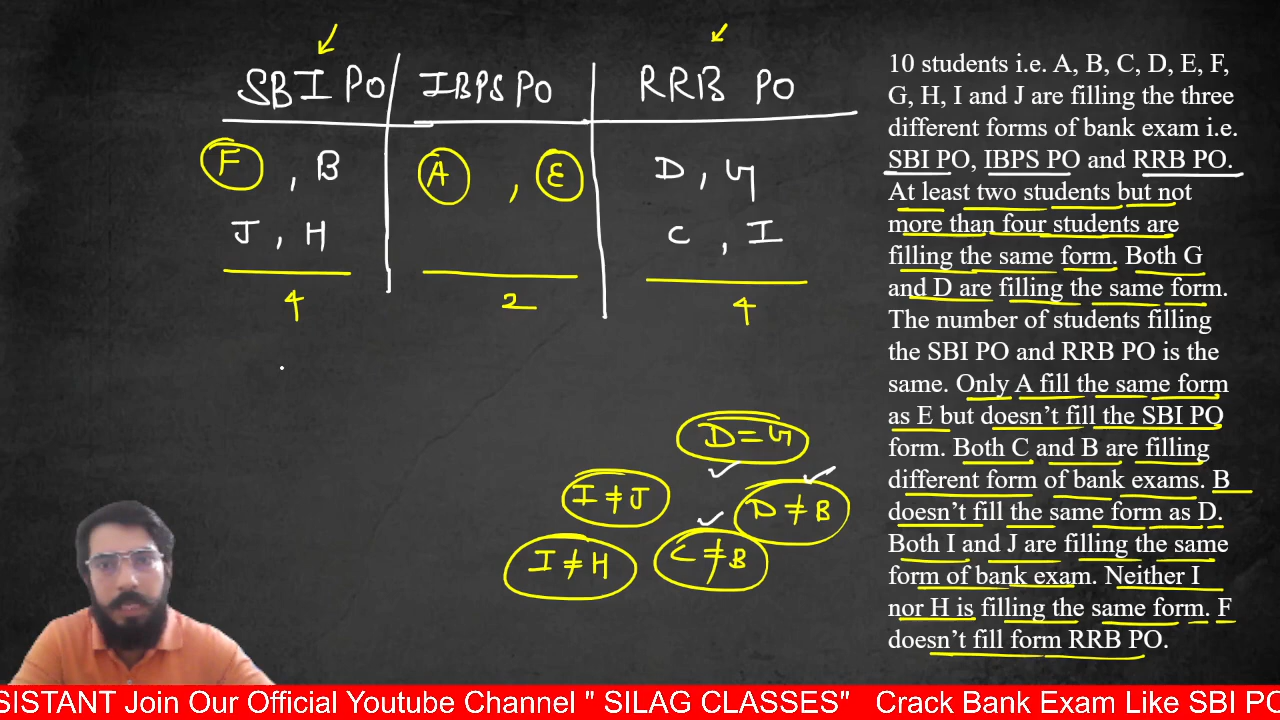 SBI PO IBPS PO RRB PO
F , B A , E D , G
J , H C , I
4 2 4
D = G
I ≠ J D ≠ B
I ≠ H C ≠ B
10 students i.e. A, B, C, D, E, F,
G, H, I and J are filling the three
different forms of bank exam i.e.
SBI PO, IBPS PO and RRB PO.
At least two students but not
more than four students are
filling the same form. Both G
and D are filling the same form.
The number of students filling
the SBI PO and RRB PO is the
same. Only A fill the same form
as E but doesn't fill the SBI PO
form. Both C and B are filling
different form of bank exams. B
doesn't fill the same form as D.
Both I and J are filling the same
form of bank exam. Neither I
nor H is filling the same form. F
doesn't fill form RRB PO.
SISTANT Join Our Official Youtube Channel " SILAG CLASSES" Crack Bank Exam Like SBI PO